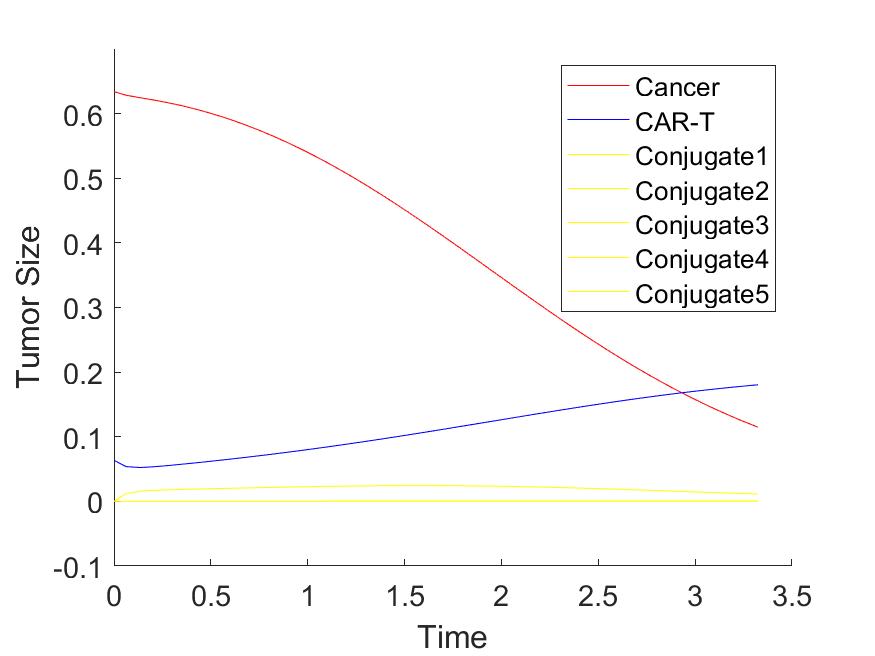 Cancer
CAR-T
Conjugate1
Conjugate2
Conjugate3
Conjugate4
Conjugate5
Tumor Size
0.6
0.5
0.4
0.3
0.2
0.1
0
-0.1
0 0.5 1 1.5 2 2.5 3 3.5
Time